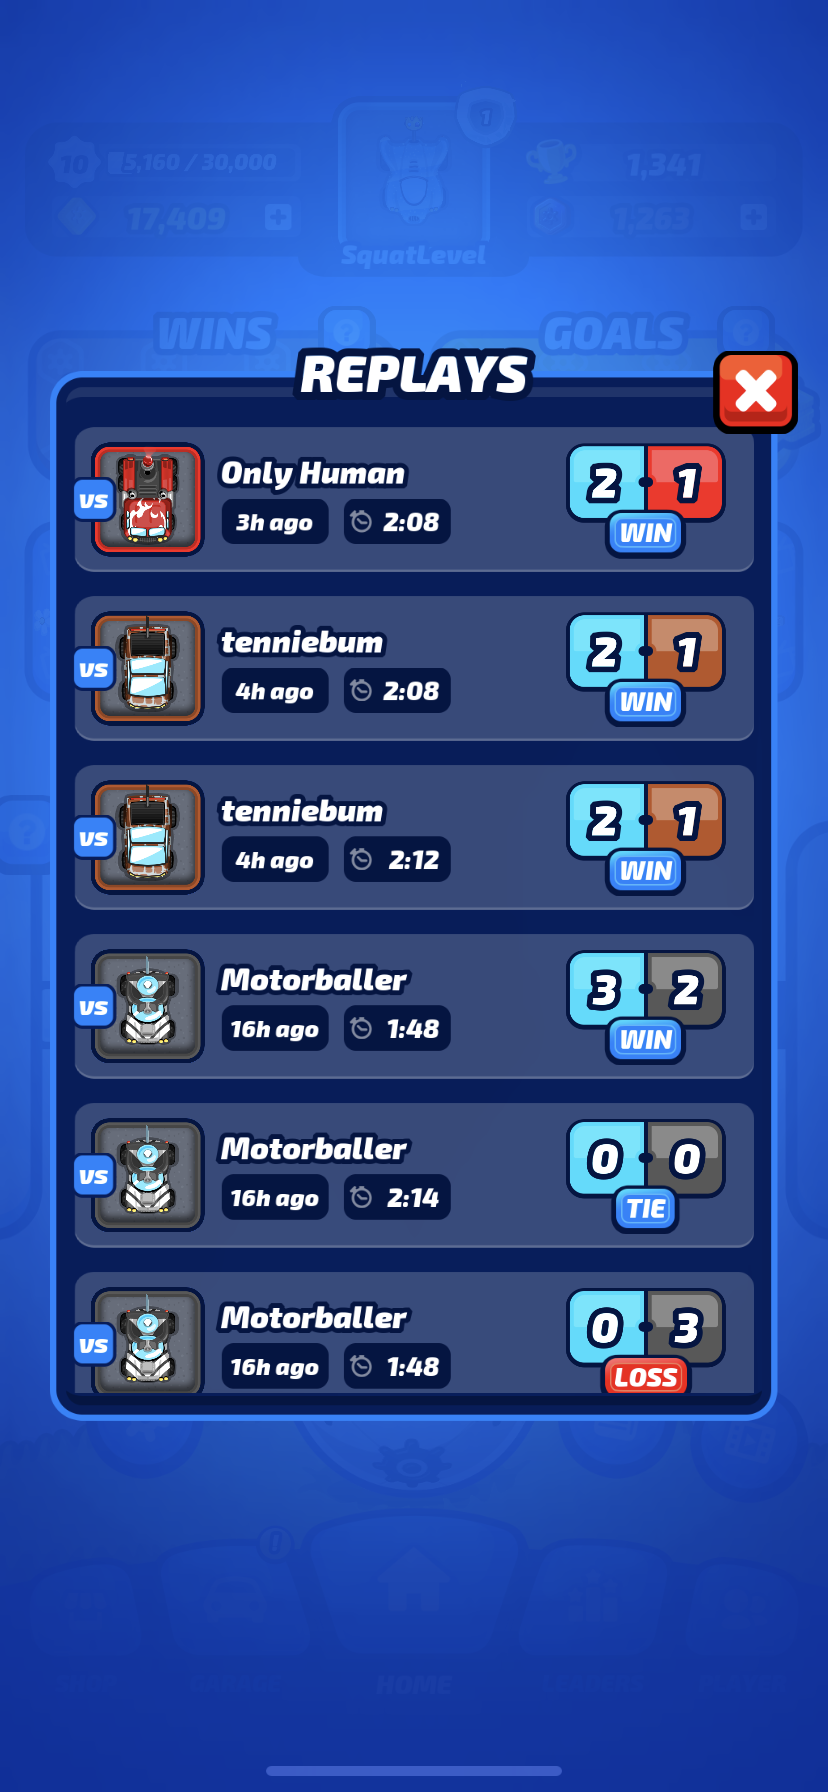 1
10
5,160 / 30,000
1,341
17,409
1,263
SquatLevel
WINS
?
GOALS
?
REPLAYS
VS
Only Human
3h ago
2:08
2 - 1
WIN
VS
tenniebum
4h ago
2:08
2 - 1
WIN
VS
tenniebum
4h ago
2:12
2 - 1
WIN
?
VS
Motorballer
16h ago
1:48
3 - 2
WIN
VS
Motorballer
16h ago
2:14
0 - 0
TIE
VS
Motorballer
16h ago
1:48
0 - 3
LOSS
0
HOME